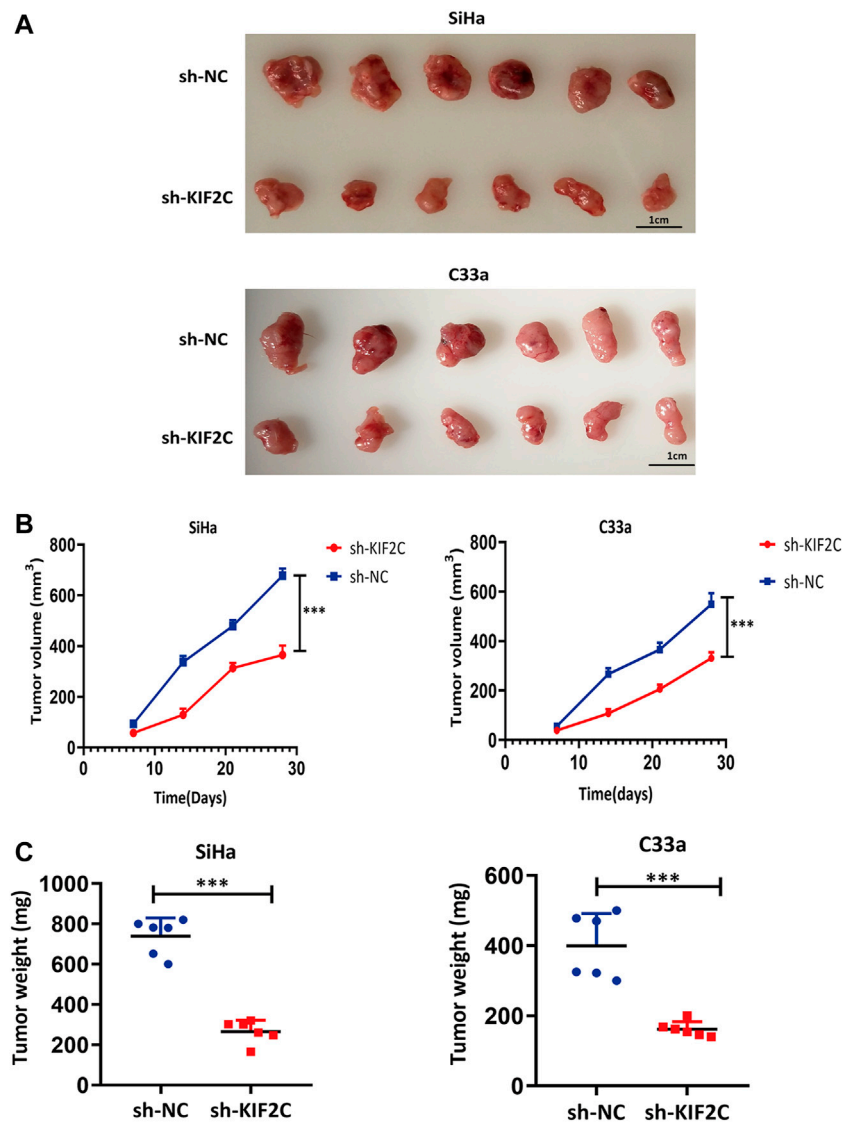 A
SiHa
sh-NC
sh-KIF2C
1cm
C33a
sh-NC
sh-KIF2C
1cm
B
SiHa
Tumor volume (mm³)
800
600
400
200
0
0 10 20 30
Time(Days)
sh-KIF2C
sh-NC
***
C33a
Tumor volume (mm³)
800
600
400
200
0
0 10 20 30
Time(days)
sh-KIF2C
sh-NC
***
C
SiHa
Tumor weight (mg)
1000
800
600
400
200
0
***
sh-NC sh-KIF2C
C33a
Tumor weight (mg)
600
400
200
0
***
sh-NC sh-KIF2C